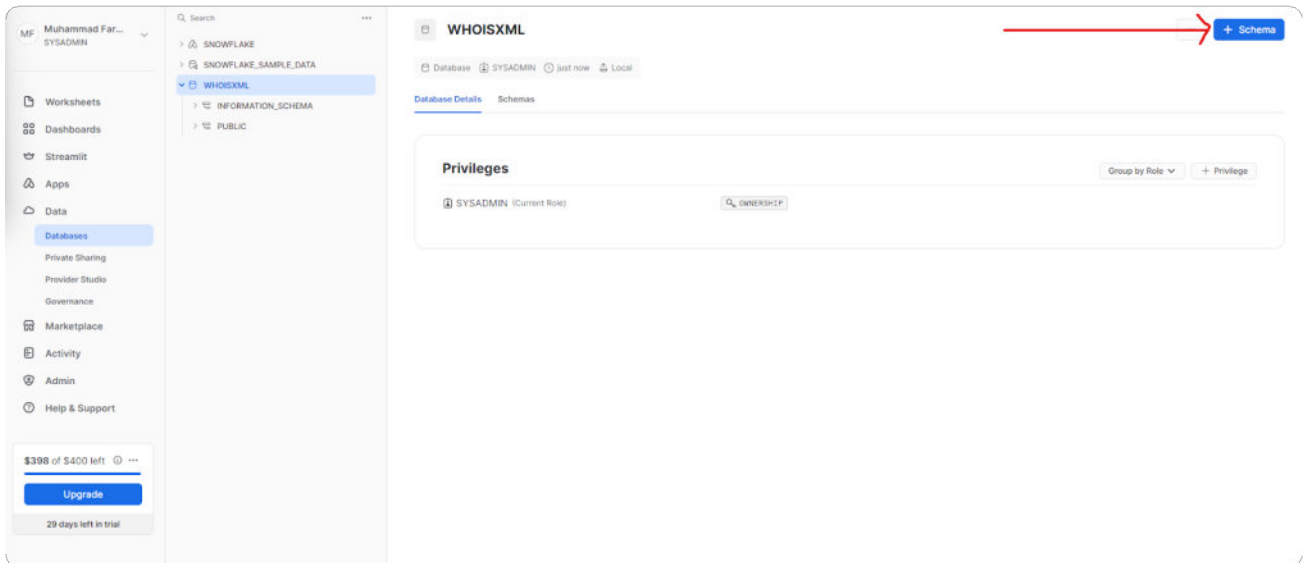 MF
Muhammad Far...
SYSADMIN
Worksheets
Dashboards
Streamlit
Apps
Data
Databases
Private Sharing
Provider Studio
Governance
Marketplace
Activity
Admin
Help & Support
$398 of $400 left
Upgrade
29 days left in trial
Search
SNOWFLAKE
SNOWFLAKE_SAMPLE_DATA
WHOISXML
INFORMATION_SCHEMA
PUBLIC
WHOISXML
+ Schema
Database SYSADMIN just now Local
Database Details Schemas
Privileges
Group by Role + Privilege
SYSADMIN (Current Role) OWNERSHIP